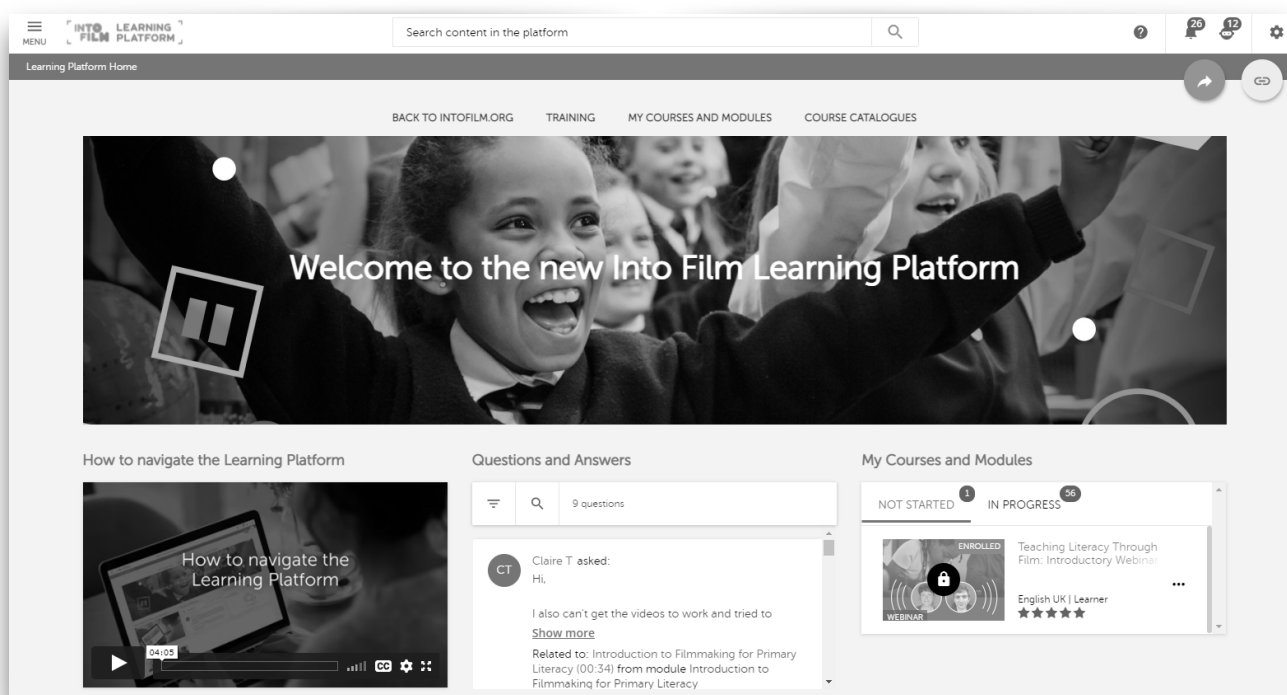 MENU
INTO FILM LEARNING PLATFORM
Search content in the platform
26
12
Learning Platform Home
BACK TO INTOFILM.ORG TRAINING MY COURSES AND MODULES COURSE CATALOGUES
Welcome to the new Into Film Learning Platform
How to navigate the Learning Platform
How to navigate the
Learning Platform
04:05
CC
Questions and Answers
9 questions
CT
Claire T asked:
Hi,
I also can't get the videos to work and tried to
Show more
Related to: Introduction to Filmmaking for Primary
Literacy (00:34) from module Introduction to
Filmmaking for Primary Literacy
My Courses and Modules
NOT STARTED 1 IN PROGRESS 56
ENROLLED
WEBINAR
Teaching Literacy Through
Film: Introductory Webinar
English UK | Learner